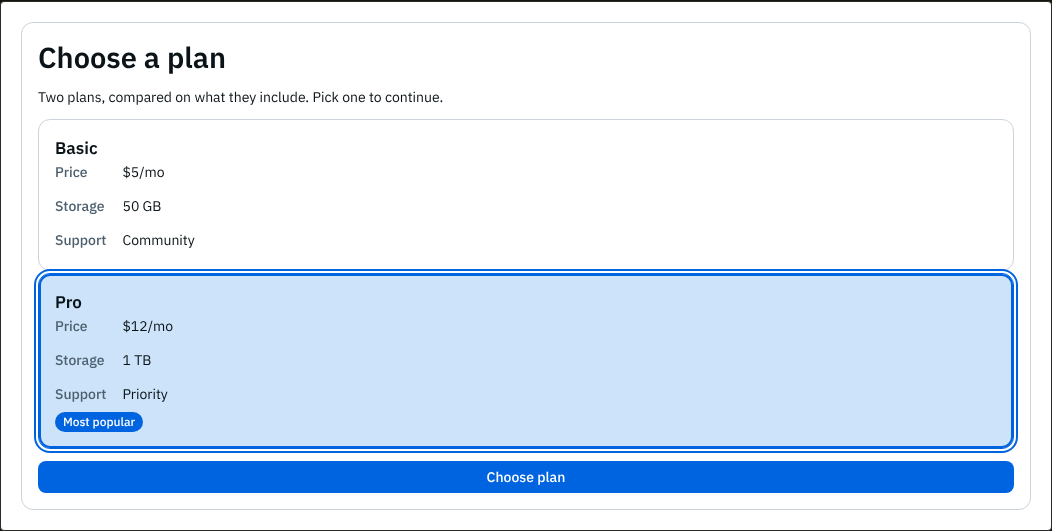 Choose a plan
Two plans, compared on what they include. Pick one to continue.
Basic
Price $5/mo
Storage 50 GB
Support Community
Pro
Price $12/mo
Storage 1 TB
Support Priority
Most popular
Choose plan